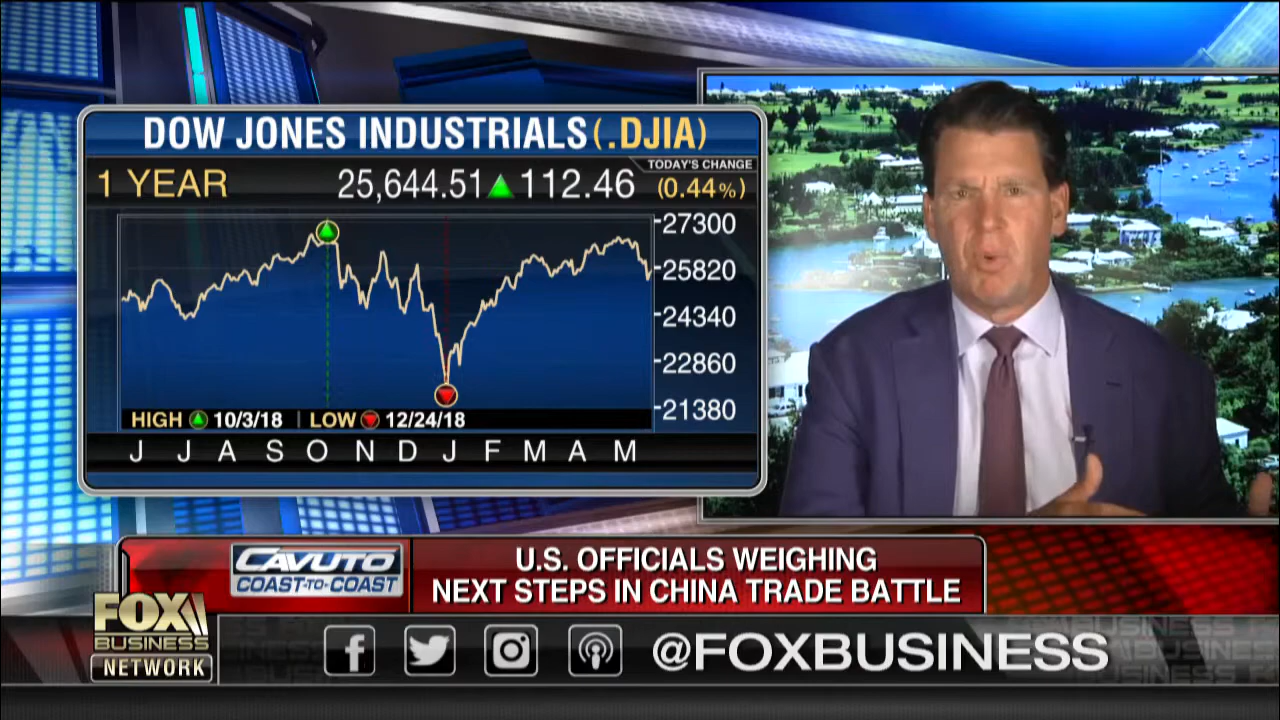 DOW JONES INDUSTRIALS (.DJIA)
TODAY'S CHANGE
1 YEAR 25,644.51 112.46 (0.44%)
27300
25820
24340
22860
21380
HIGH 10/3/18 | LOW 12/24/18
J J A S O N D J F M A M
CAVUTO
COAST-TO-COAST
U.S. OFFICIALS WEIGHING
NEXT STEPS IN CHINA TRADE BATTLE
FOX
BUSINESS
NETWORK
@FOXBUSINESS